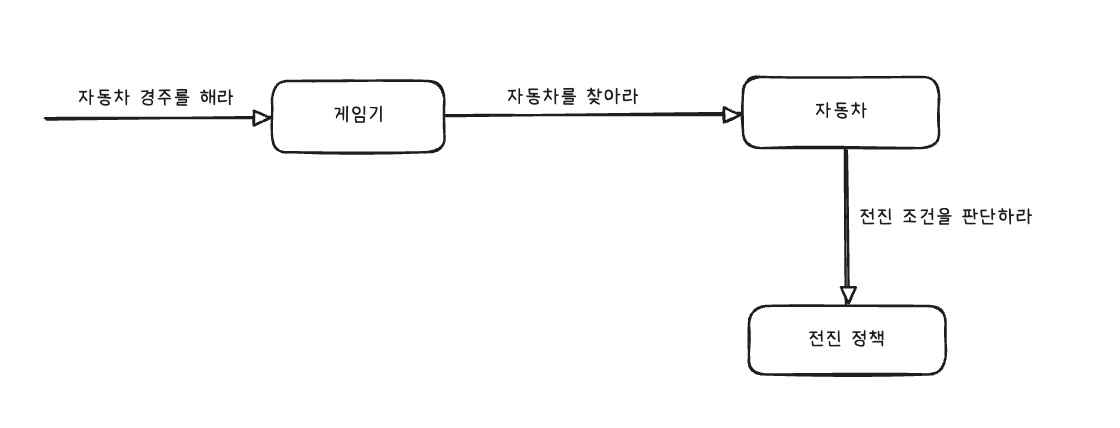 자동차 경주를 해라
게임기
자동차를 찾아라
자동차
전진 조건을 판단하라
전진 정책